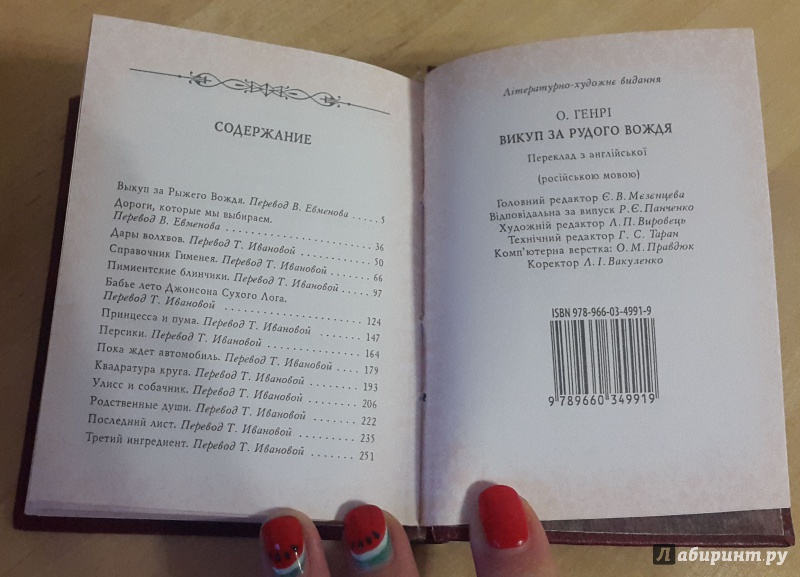 СОДЕРЖАНИЕ
Выкуп за Рыжего Вождя. Перевод В. Евменова . . . . . 5
Дороги, которые мы выбираем.
Перевод В. Евменова . . . . . . . . . . . . . . . . . . . . . . 36
Дары волхвов. Перевод Т. Ивановой . . . . . . . . . . . 50
Справочник Гименея. Перевод Т. Ивановой . . . . . . 66
Пимиентские блинчики. Перевод Т. Ивановой . . . . 97
Бабье лето Джонсона Сухого Лога.
Перевод Т. Ивановой . . . . . . . . . . . . . . . . . . . . . 124
Принцесса и пума. Перевод Т. Ивановой . . . . . . 147
Персики. Перевод Т. Ивановой . . . . . . . . . . . . . . 164
Пока ждет автомобиль. Перевод Т. Ивановой . . . . 179
Квадратура круга. Перевод Т. Ивановой . . . . . . . . 193
Улисс и собачник. Перевод Т. Ивановой . . . . . . . . 206
Родственные души. Перевод Т. Ивановой . . . . . . . 222
Последний лист. Перевод Т. Ивановой . . . . . . . . . 235
Третий ингредиент. Перевод Т. Ивановой . . . . . . . 251
Літературно-художнє видання
О. ГЕНРІ
ВИКУП ЗА РУДОГО ВОЖДЯ
Переклад з англійської
(російською мовою)
Головний редактор Є. В. Мєзєнцева
Відповідальна за випуск Р. Є. Панченко
Художній редактор Л. П. Вировець
Технічний редактор Г. С. Таран
Комп'ютерна верстка: О. М. Правдюк
Коректор Л. І. Вакуленко
ISBN 978-966-03-4991-9
9 789660 349919
Лабиринт.ру